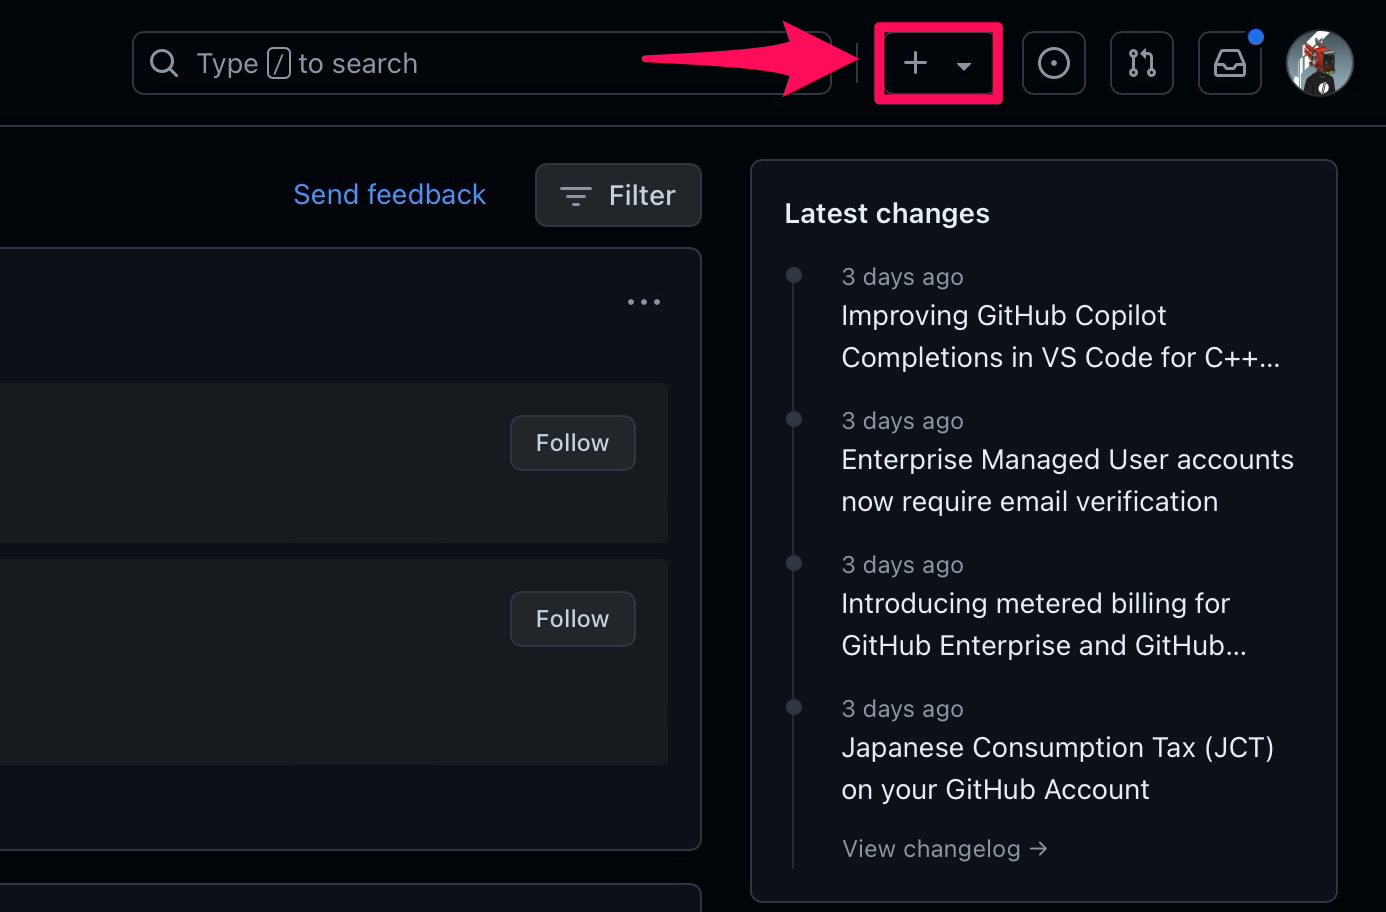 Type / to search
Send feedback
Filter
Latest changes
3 days ago
Improving GitHub Copilot
Completions in VS Code for C++...
3 days ago
Enterprise Managed User accounts
now require email verification
3 days ago
Introducing metered billing for
GitHub Enterprise and GitHub...
3 days ago
Japanese Consumption Tax (JCT)
on your GitHub Account
View changelog →
Follow
Follow